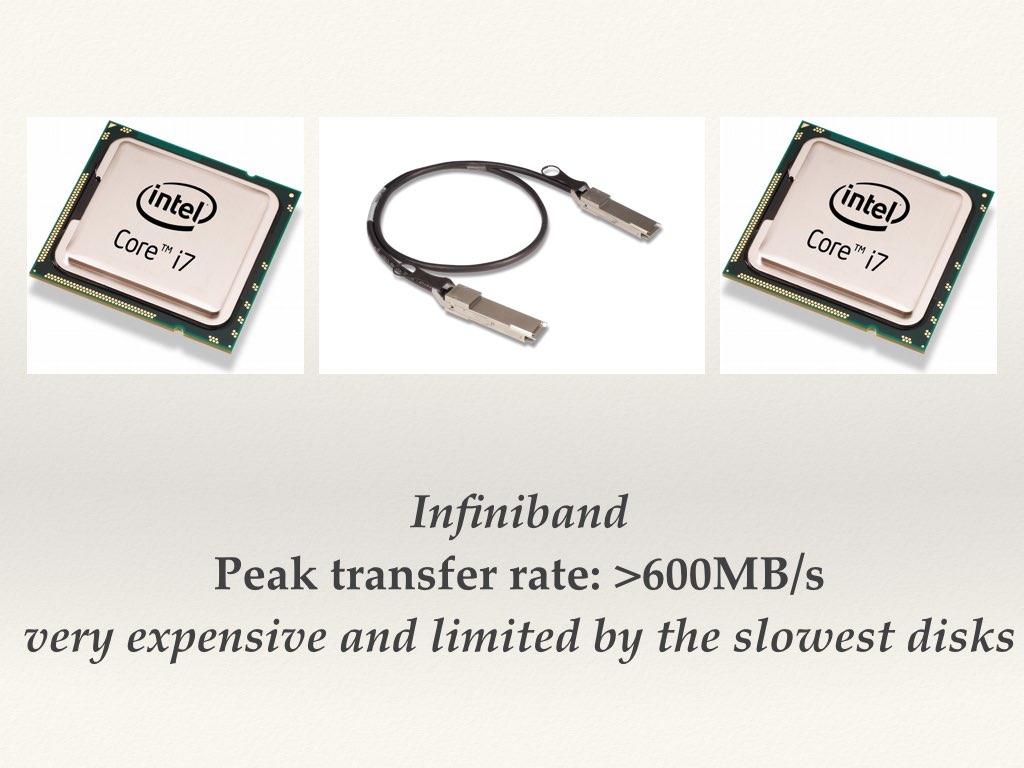 intel
Core™ i7
intel
Core™ i7
Infiniband
Peak transfer rate: >600MB/s
very expensive and limited by the slowest disks